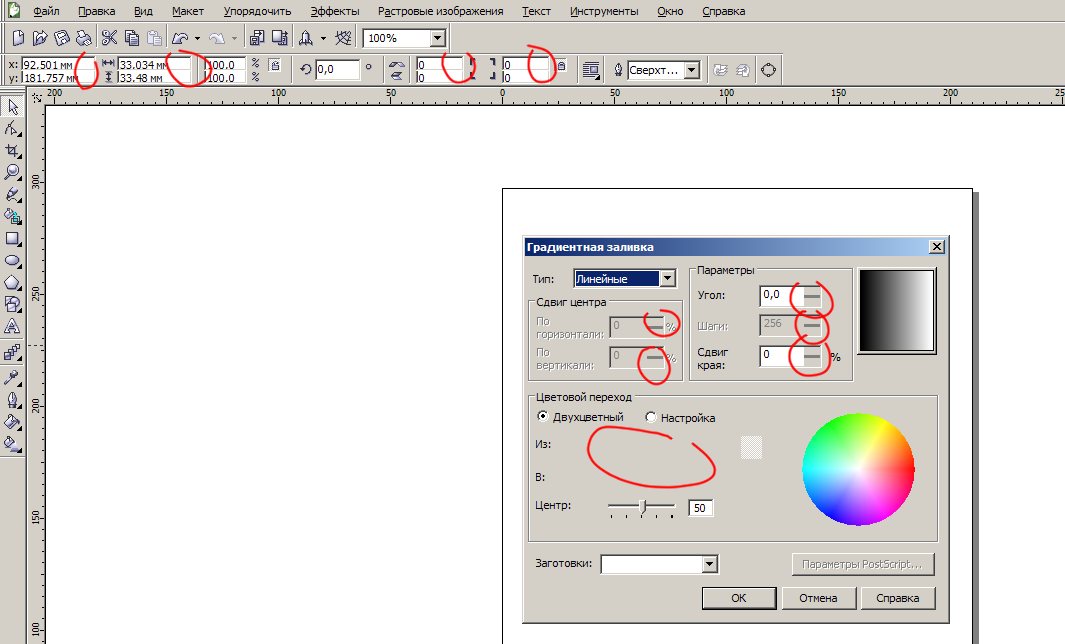 Файл Правка Вид Макет Упорядочить Эффекты Растровые изображения Текст Инструменты Окно Справка
100%
x: 92.501 мм 33.034 мм 100.0 % 0,0 ° 0 0 Сверхт...
y: 181.757 мм 33.48 мм 100.0 % 0 0
200 150 100 50 0 50 100 150 200 250
300
250
200
150
100
Градиентная заливка
Тип: Линейные
Параметры
Угол: 0,0
Шаги: 256
Сдвиг края: 0 %
Сдвиг центра
По
горизонтали: 0 %
По
вертикали: 0 %
Цветовой переход
Двухцветный Настройка
Из:
В:
Центр: 50
Заготовки:
Параметры PostScript...
ОК Отмена Справка